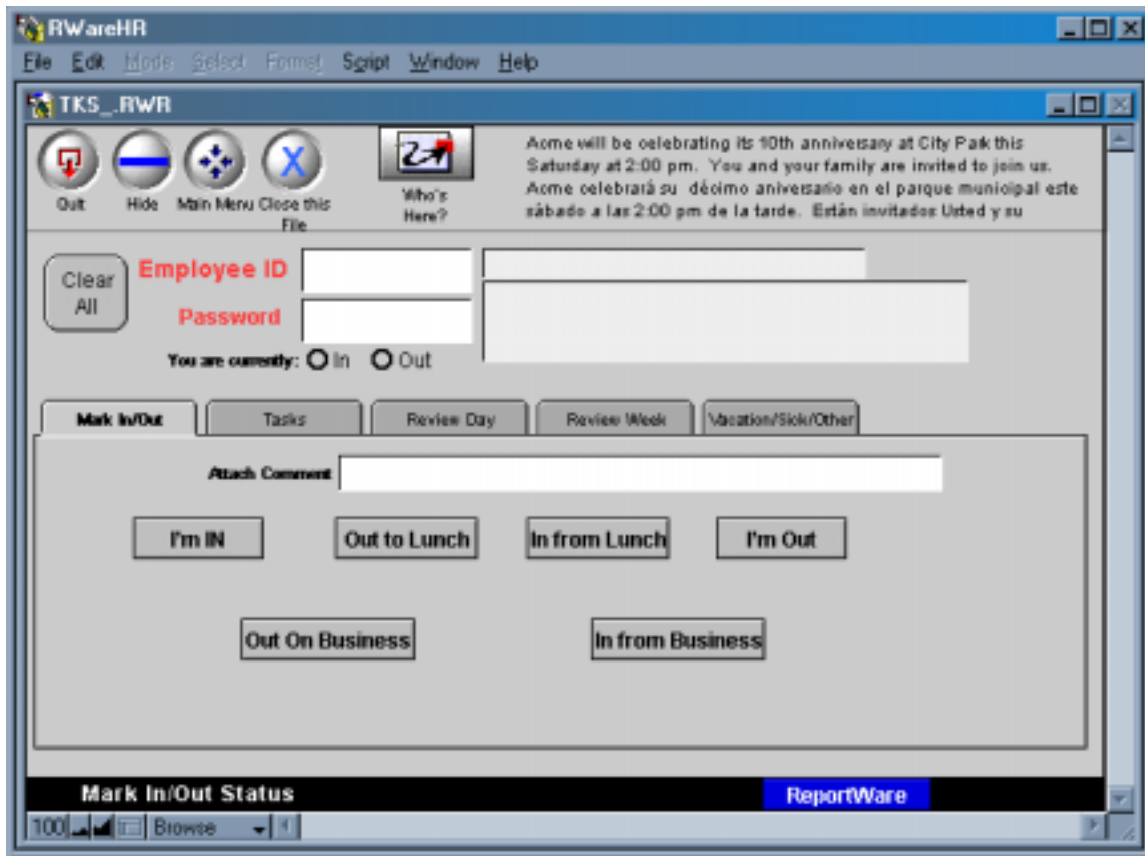 RWareHR
File Edit Mode Select Format Script Window Help
TKS_.RWR
Quit Hide Main Menu Close this File
Who's Here?
Acme will be celebrating its 10th anniversary at City Park this
Saturday at 2:00 pm. You and your family are invited to join us.
Acme celebrará su décimo aniversario en el parque municipal este
sábado a las 2:00 pm de la tarde. Están invitados Usted y su
Clear All
Employee ID
Password
You are currently: In Out
Mark In/Out Tasks Review Day Review Week Vacation/Sick/Other
Attach Comment
I'm IN Out to Lunch In from Lunch I'm Out
Out On Business In from Business
Mark In/Out Status ReportWare
100 Browse